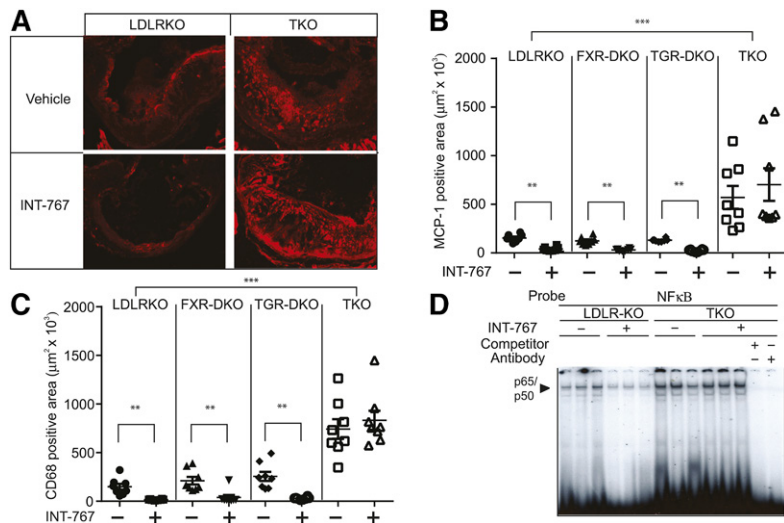 A
LDLRKO TKO
Vehicle
INT-767
B
***
LDLRKO FXR-DKO TGR-DKO TKO
MCP-1 positive area (µm² x 10³)
2000
1500
1000
500
0
** ** **
INT-767 − + − + − + − +
C
***
LDLRKO FXR-DKO TGR-DKO TKO
CD68 positive area (µm² x 10³)
2000
1500
1000
500
0
** ** **
INT-767 − + − + − + − +
D
Probe NFκB
LDLR-KO TKO
INT-767 − + − +
Competitor + −
Antibody − +
p65/
p50